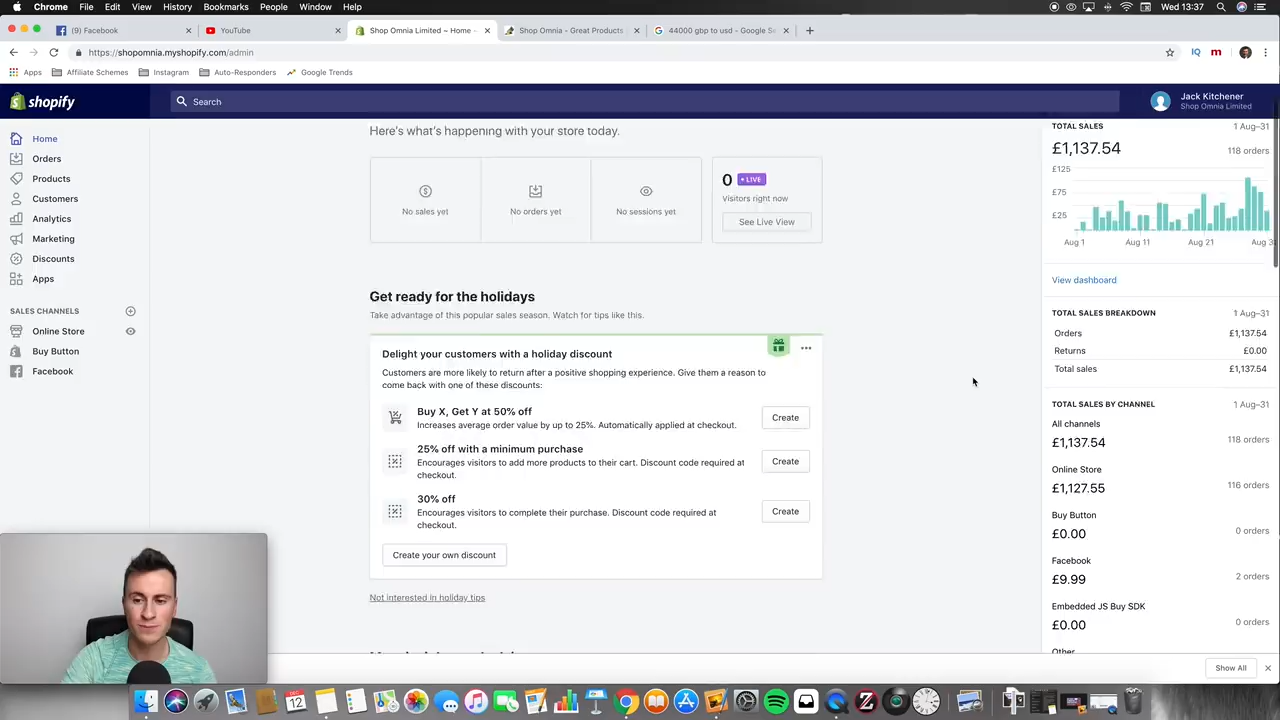 Chrome File Edit View History Bookmarks People Window Help
Wed 12 Dec 13:37
(9) Facebook
YouTube
Shop Omnia Limited ~ Home ~
Shop Omnia - Great Products
44000 gbp to usd - Google Se
https://shopomnia.myshopify.com/admin
IQ
m
Apps Affiliate Schemes Instagram Auto-Responders Google Trends
shopify
Search
Jack Kitchener
Shop Omnia Limited
Home
Orders
Products
Customers
Analytics
Marketing
Discounts
Apps
SALES CHANNELS
Online Store
Buy Button
Facebook
Here's what's happening with your store today.
No sales yet
No orders yet
No sessions yet
0 LIVE
Visitors right now
See Live View
Get ready for the holidays
Take advantage of this popular sales season. Watch for tips like this.
Delight your customers with a holiday discount
Customers are more likely to return after a positive shopping experience. Give them a reason to
come back with one of these discounts:
Buy X, Get Y at 50% off
Increases average order value by up to 25%. Automatically applied at checkout.
Create
25% off with a minimum purchase
Encourages visitors to add more products to their cart. Discount code required at
checkout.
Create
30% off
Encourages visitors to complete their purchase. Discount code required at
checkout.
Create
Create your own discount
Not interested in holiday tips
TOTAL SALES 1 Aug–31
£1,137.54 118 orders
£125
£75
£25
Aug 1 Aug 11 Aug 21 Aug 3
View dashboard
TOTAL SALES BREAKDOWN 1 Aug–31
Orders £1,137.54
Returns £0.00
Total sales £1,137.54
TOTAL SALES BY CHANNEL 1 Aug–31
All channels
£1,137.54 118 orders
Online Store
£1,127.55 116 orders
Buy Button
£0.00 0 orders
Facebook
£9.99 2 orders
Embedded JS Buy SDK
£0.00 0 orders
Other
Show All
DEC
12